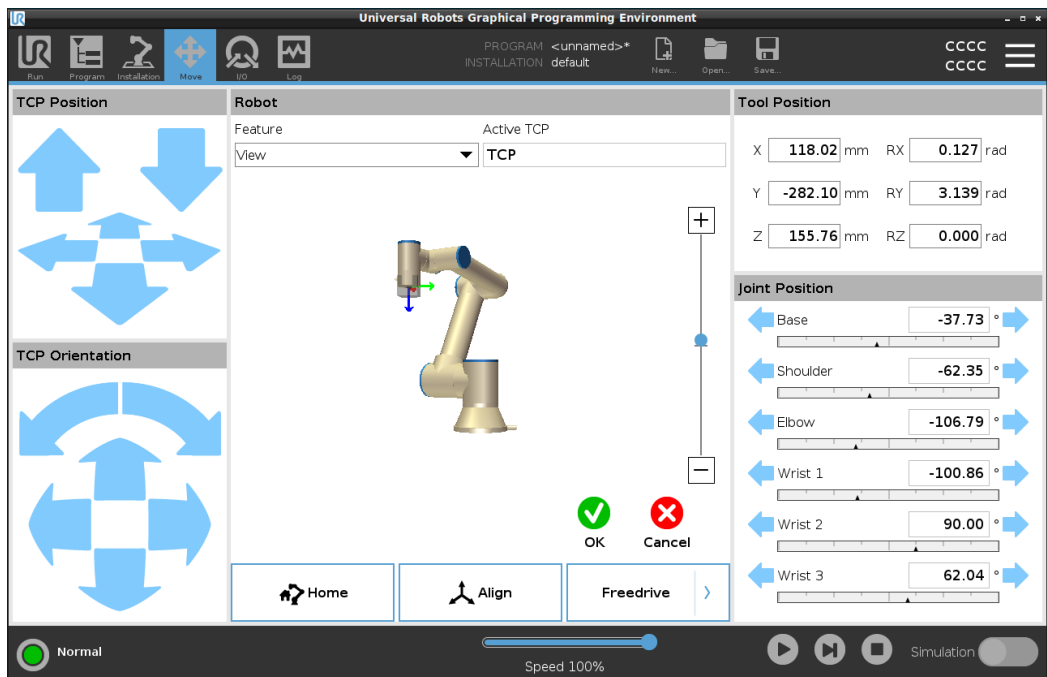 Universal Robots Graphical Programming Environment
UR
Run
Program
Installation
Move
I/O
Log
PROGRAM <unnamed>*
INSTALLATION default
New...
Open...
Save...
CCCC
CCCC
TCP Position
Robot
Feature
Active TCP
View
TCP
Tool Position
X 118.02 mm RX 0.127 rad
Y -282.10 mm RY 3.139 rad
Z 155.76 mm RZ 0.000 rad
Joint Position
Base -37.73 °
Shoulder -62.35 °
Elbow -106.79 °
Wrist 1 -100.86 °
Wrist 2 90.00 °
Wrist 3 62.04 °
TCP Orientation
OK
Cancel
Home
Align
Freedrive
Normal
Speed 100%
Simulation